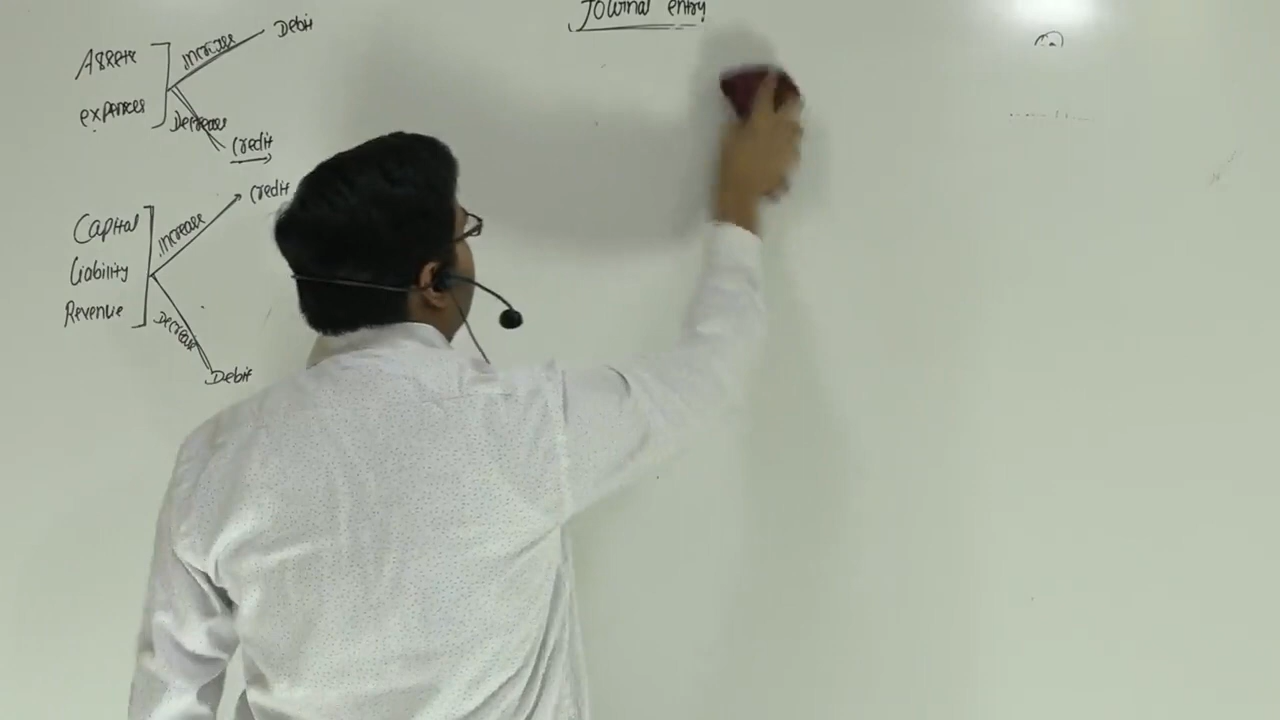 Journal entry
Assets
expenses
increase
Debit
Decrease
Credit
Capital
Liability
Revenue
increase
Credit
Decrease
Debit